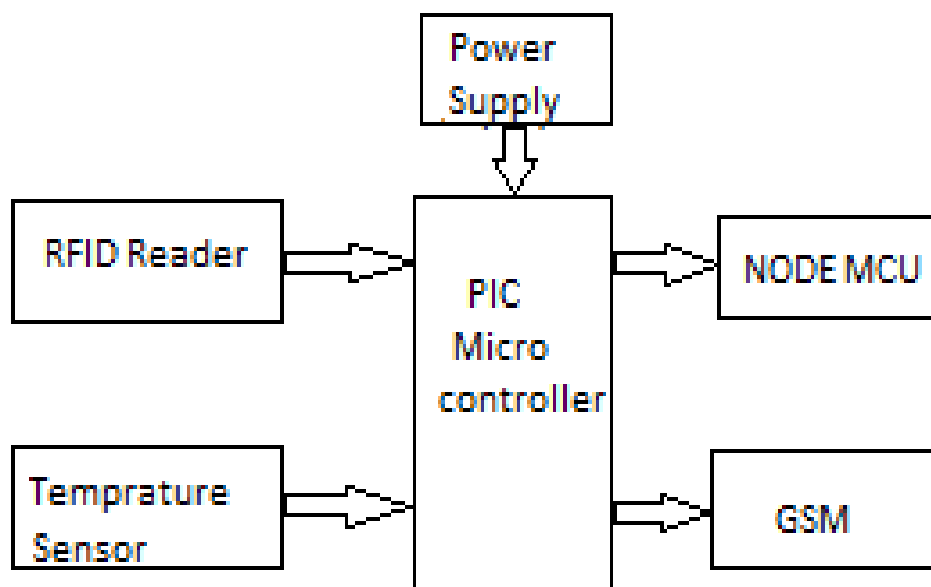 Power
Supply
RFID Reader
PIC
Micro
controller
NODE MCU
Temprature
Sensor
GSM